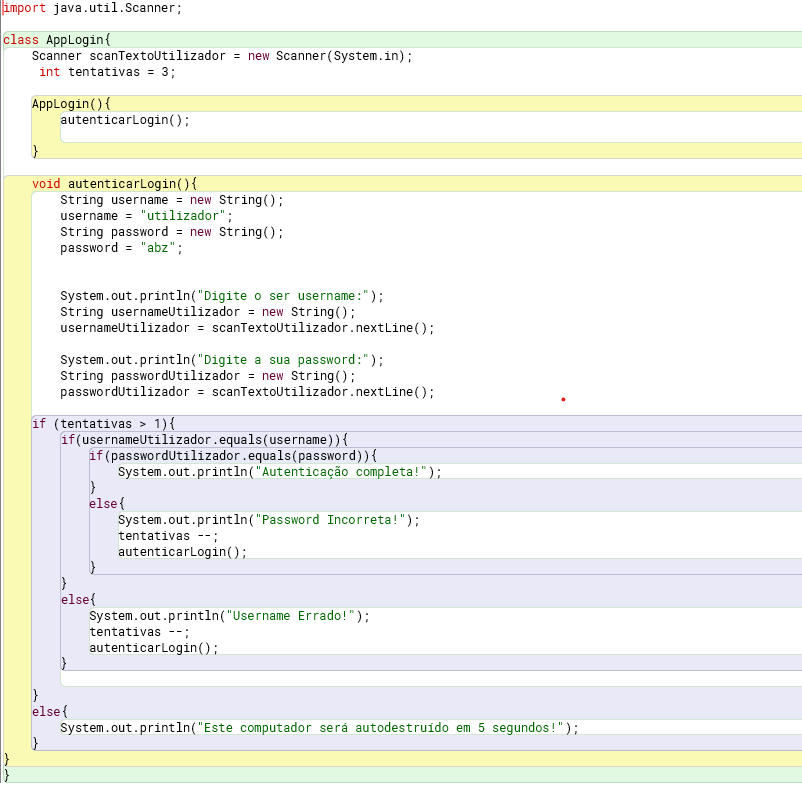 import java.util.Scanner;
class AppLogin{
Scanner scanTextoUtilizador = new Scanner(System.in);
int tentativas = 3;
AppLogin(){
autenticarLogin();
}
void autenticarLogin(){
String username = new String();
username = "utilizador";
String password = new String();
password = "abz";
System.out.println("Digite o ser username:");
String usernameUtilizador = new String();
usernameUtilizador = scanTextoUtilizador.nextLine();
System.out.println("Digite a sua password:");
String passwordUtilizador = new String();
passwordUtilizador = scanTextoUtilizador.nextLine();
if (tentativas > 1){
if(usernameUtilizador.equals(username)){
if(passwordUtilizador.equals(password)){
System.out.println("Autenticação completa!");
}
else{
System.out.println("Password Incorreta!");
tentativas --;
autenticarLogin();
}
}
else{
System.out.println("Username Errado!");
tentativas --;
autenticarLogin();
}
}
else{
System.out.println("Este computador será autodestruído em 5 segundos!");
}
}
}